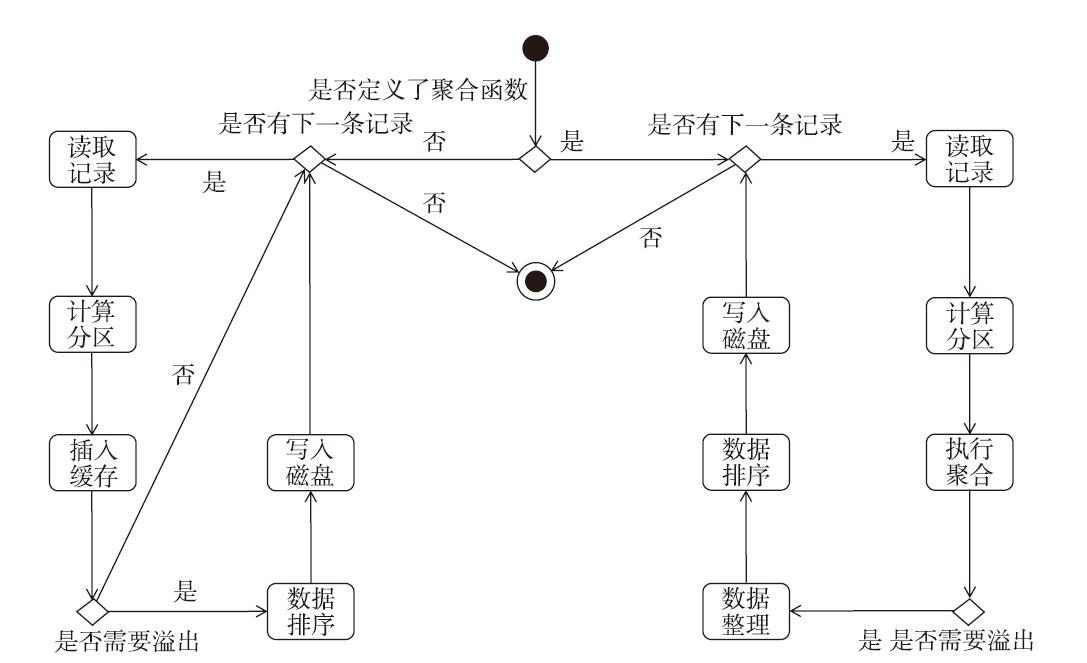 是否定义了聚合函数
是否有下一条记录
是否有下一条记录
否
是
是
是
读取
记录
读取
记录
否
否
计算
分区
写入
磁盘
计算
分区
否
插入
缓存
写入
磁盘
数据
排序
执行
聚合
是
数据
排序
数据
整理
是否需要溢出
是 是否需要溢出